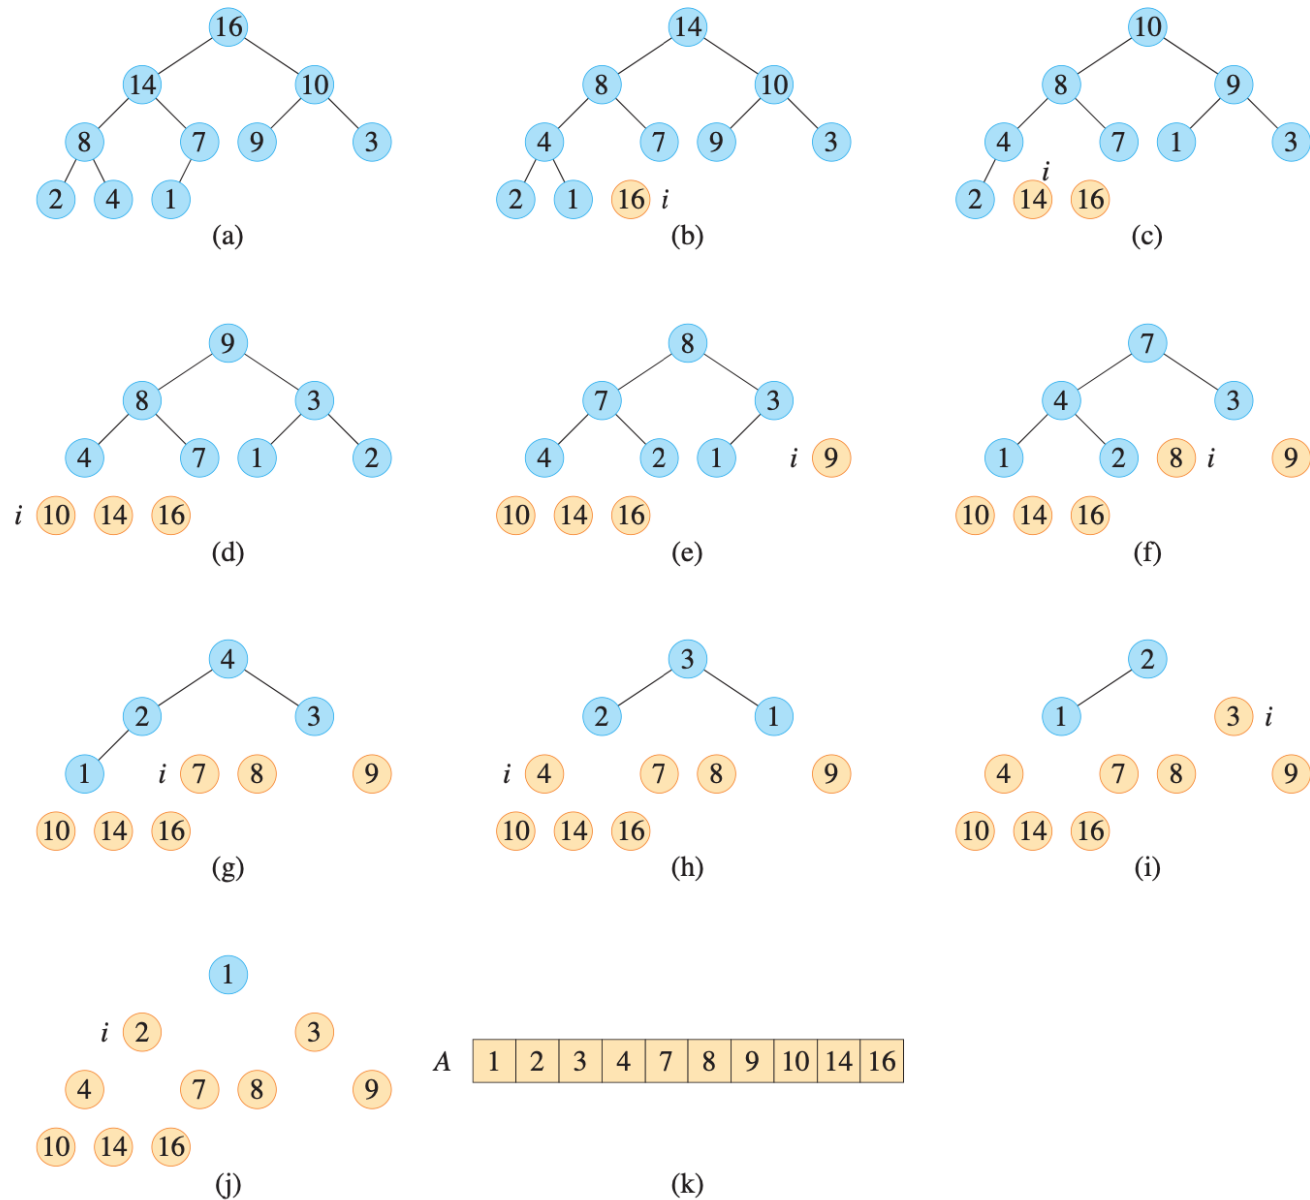 16 14 10
14 10 8 10 8 9
8 7 9 3 4 7 9 3 4 7 1 3
i
2 4 1 2 1 16 i 2 14 16
(a) (b) (c)
9 8 7
8 3 7 3 4 3
4 7 1 2 4 2 1 i 9 1 2 8 i 9
i 10 14 16 10 14 16 10 14 16
(d) (e) (f)
4 3 2
2 3 2 1 1 3 i
1 i 7 8 9 i 4 7 8 9 4 7 8 9
10 14 16 10 14 16 10 14 16
(g) (h) (i)
1
i 2 3
A 1 2 3 4 7 8 9 10 14 16
4 7 8 9
10 14 16
(j) (k)